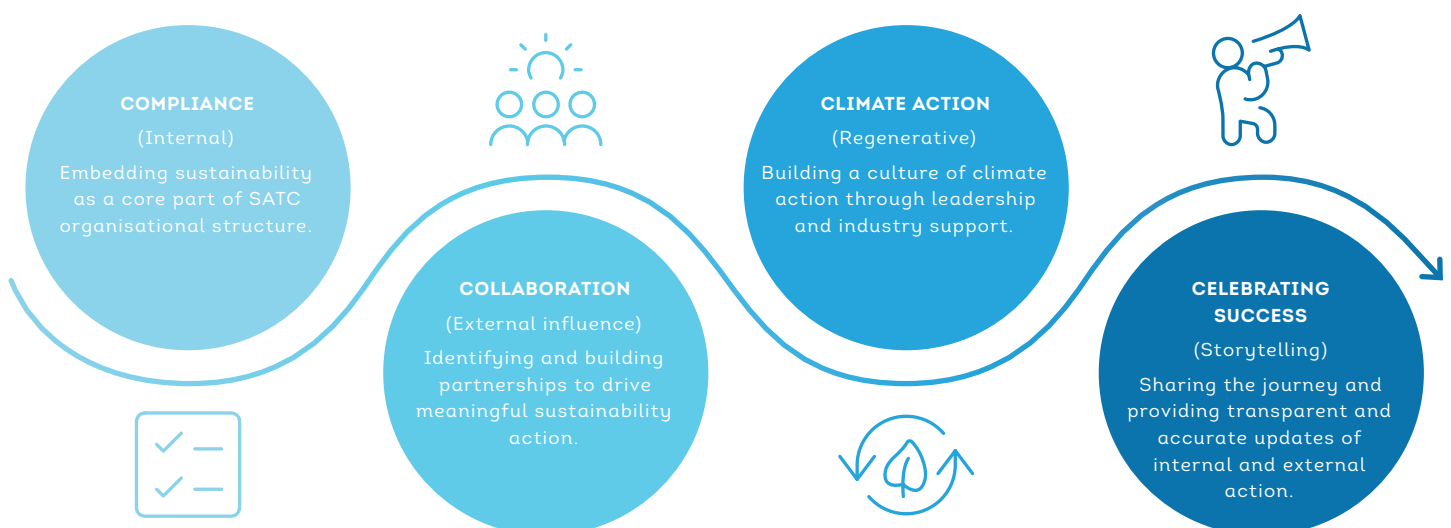 COMPLIANCE
(Internal)
Embedding sustainability
as a core part of SATC
organisational structure.
COLLABORATION
(External influence)
Identifying and building
partnerships to drive
meaningful sustainability
action.
CLIMATE ACTION
(Regenerative)
Building a culture of climate
action through leadership
and industry support.
CELEBRATING
SUCCESS
(Storytelling)
Sharing the journey and
providing transparent and
accurate updates of
internal and external
action.